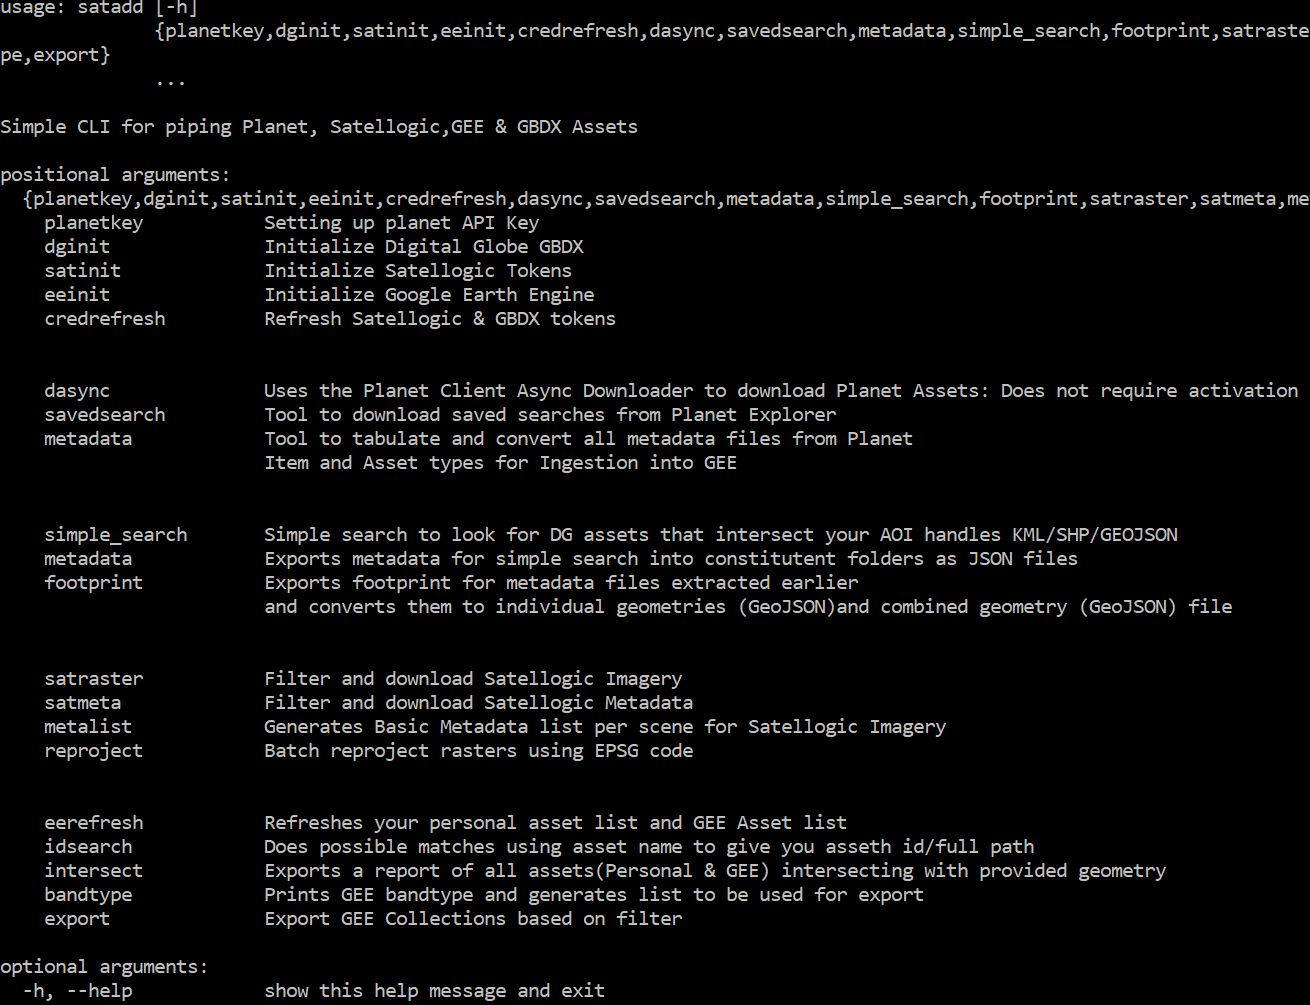 usage: satadd [-h]
{planetkey,dginit,satinit,eeinit,credrefresh,dasync,savedsearch,metadata,simple_search,footprint,satraste
pe,export}
...
Simple CLI for piping Planet, Satellogic,GEE & GBDX Assets
positional arguments:
{planetkey,dginit,satinit,eeinit,credrefresh,dasync,savedsearch,metadata,simple_search,footprint,satraster,satmeta,me
planetkey Setting up planet API Key
dginit Initialize Digital Globe GBDX
satinit Initialize Satellogic Tokens
eeinit Initialize Google Earth Engine
credrefresh Refresh Satellogic & GBDX tokens
dasync Uses the Planet Client Async Downloader to download Planet Assets: Does not require activation
savedsearch Tool to download saved searches from Planet Explorer
metadata Tool to tabulate and convert all metadata files from Planet
Item and Asset types for Ingestion into GEE
simple_search Simple search to look for DG assets that intersect your AOI handles KML/SHP/GEOJSON
metadata Exports metadata for simple search into constitutent folders as JSON files
footprint Exports footprint for metadata files extracted earlier
and converts them to individual geometries (GeoJSON)and combined geometry (GeoJSON) file
satraster Filter and download Satellogic Imagery
satmeta Filter and download Satellogic Metadata
metalist Generates Basic Metadata list per scene for Satellogic Imagery
reproject Batch reproject rasters using EPSG code
eerefresh Refreshes your personal asset list and GEE Asset list
idsearch Does possible matches using asset name to give you asseth id/full path
intersect Exports a report of all assets(Personal & GEE) intersecting with provided geometry
bandtype Prints GEE bandtype and generates list to be used for export
export Export GEE Collections based on filter
optional arguments:
-h, --help show this help message and exit